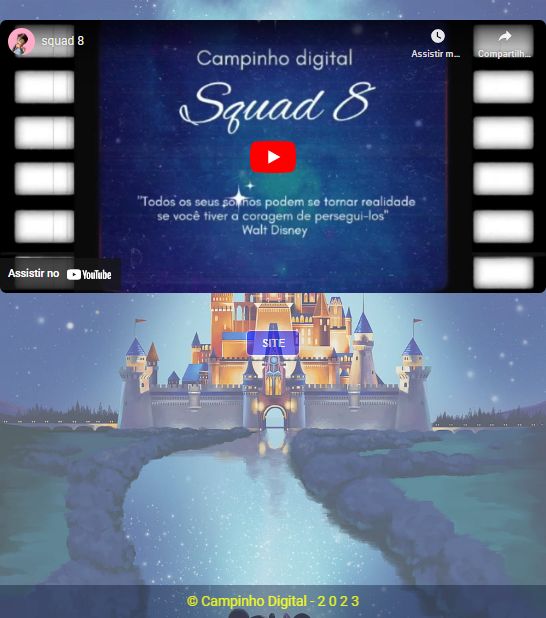 squad 8
Assistir m...
Compartilh...
Campinho digital
Squad 8
"Todos os seus sonhos podem se tornar realidade
se você tiver a coragem de persegui-los"
Walt Disney
Assistir no YouTube
SITE
© Campinho Digital - 2 0 2 3